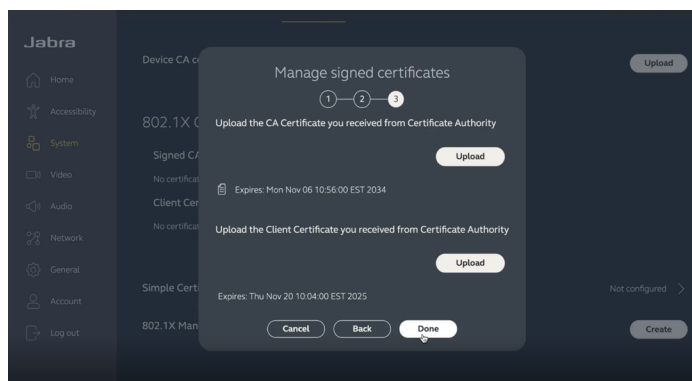 Jabra
Home
Accessibility
System
Video
Audio
Network
General
Account
Log out
Device CA c
Upload
802.1X C
Signed CA
No certificat
Client Cer
No certificat
Simple Certi
Not configured
802.1X Man
Create
Manage signed certificates
1 2 3
Upload the CA Certificate you received from Certificate Authority
Upload
Expires: Mon Nov 06 10:56:00 EST 2034
Upload the Client Certificate you received from Certificate Authority
Upload
Expires: Thu Nov 20 10:04:00 EST 2025
Cancel Back Done